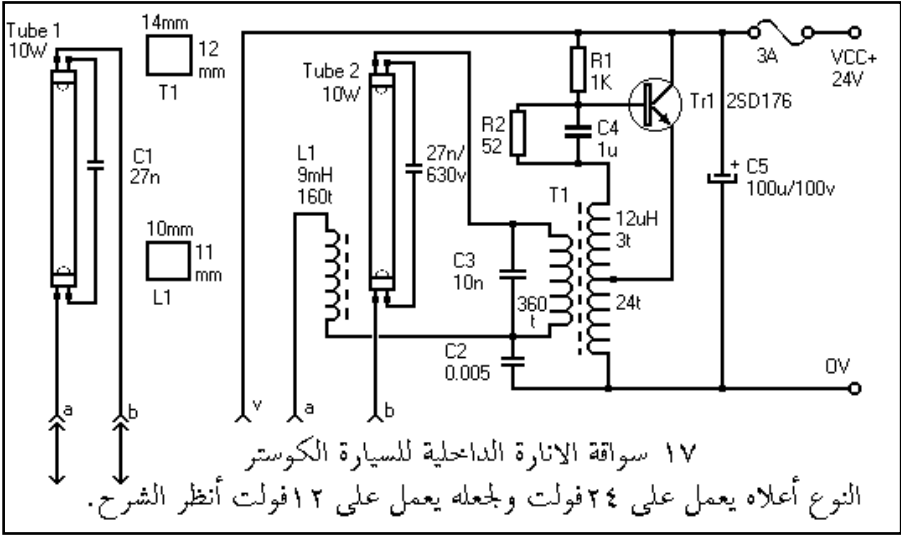 Tube 1
10W
14mm
12
mm
T1
C1
27n
10mm
11
mm
L1
a
b
Tube 2
10W
L1
9mH
160t
27n/
630v
v
a
b
R1
1K
R2
52
C4
1u
Tr1
2SD176
3A
VCC+
24V
+
C5
100u/100v
T1
12uH
3t
24t
C3
10n
360
t
C2
0.005
0V
١٧ سواقة الانارة الداخلية للسيارة الكوستر
النوع أعلاه يعمل على ٢٤فولت ولجعله يعمل على ١٢فولت أنظر الشرح.